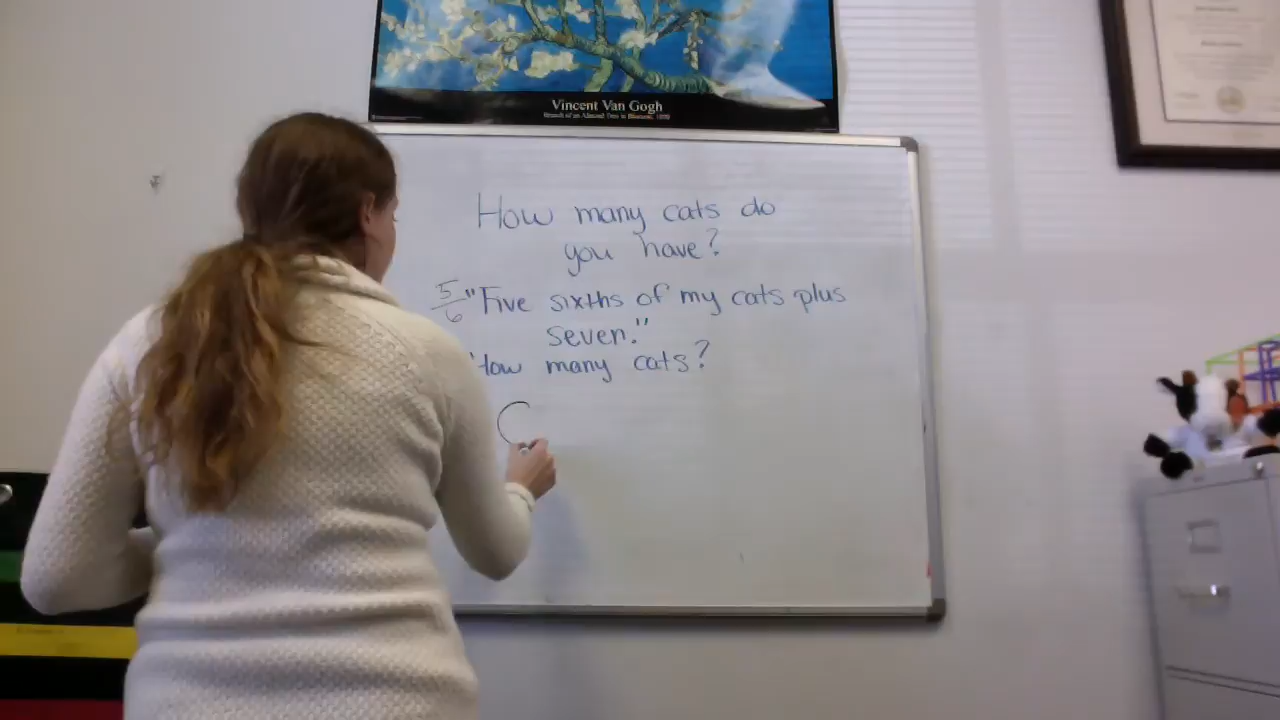 Vincent Van Gogh
Branch of an Almond Tree in Blossom, 1890
How many cats do
you have?
5/6 "Five sixths of my cats plus
seven."
How many cats?
C